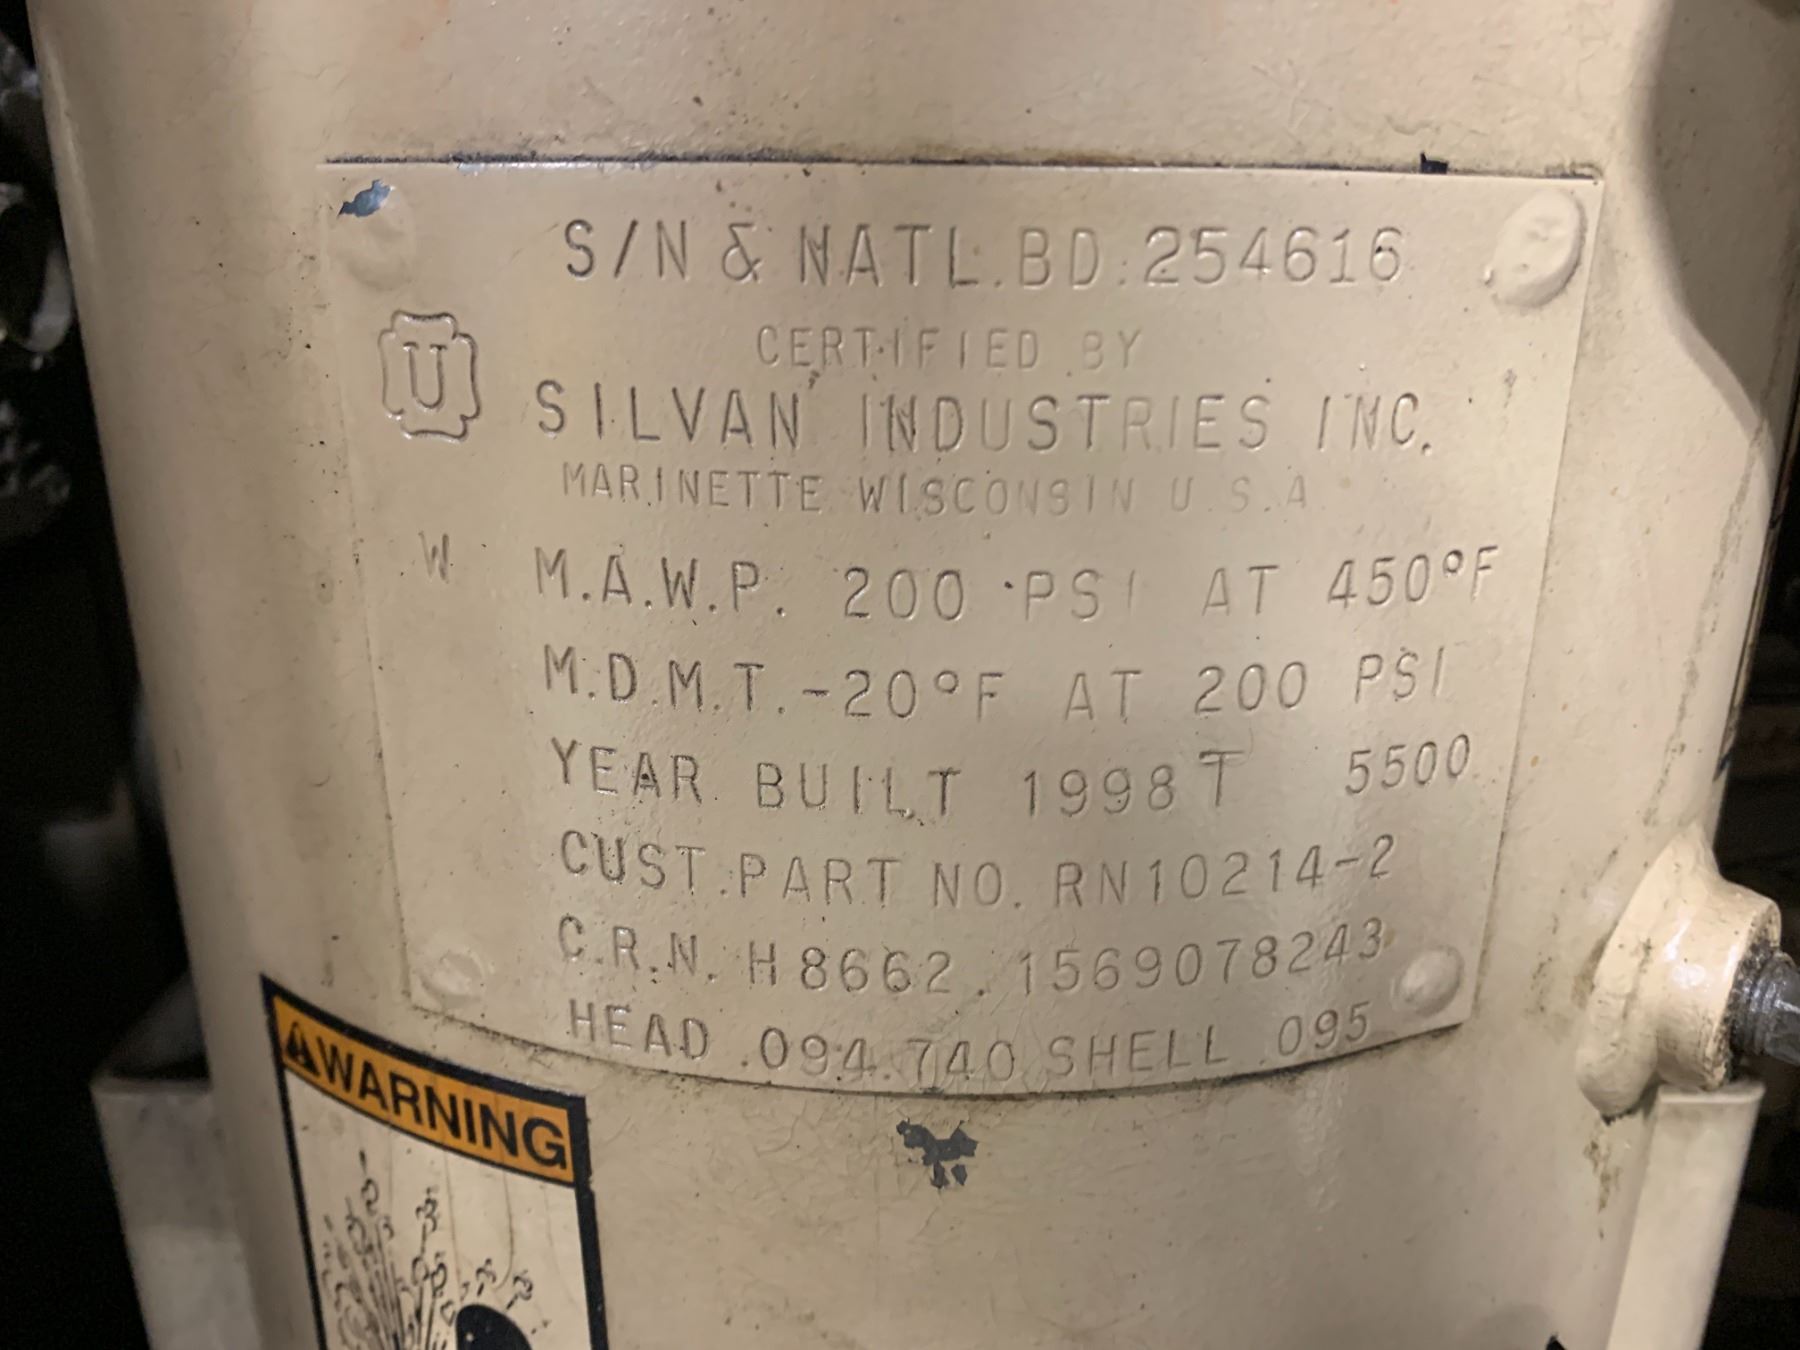 S/N & NATL.BD.254616
U
CERTIFIED BY
SILVAN INDUSTRIES INC.
MARINETTE WISCONSIN U.S.A
W M.A.W.P. 200 PSI AT 450°F
M.D.M.T.-20°F AT 200 PSI
YEAR BUILT 1998 T 5500
CUST.PART NO. RN10214-2
C.R.N. H8662.1569078243
HEAD .094.740 SHELL .095
WARNING